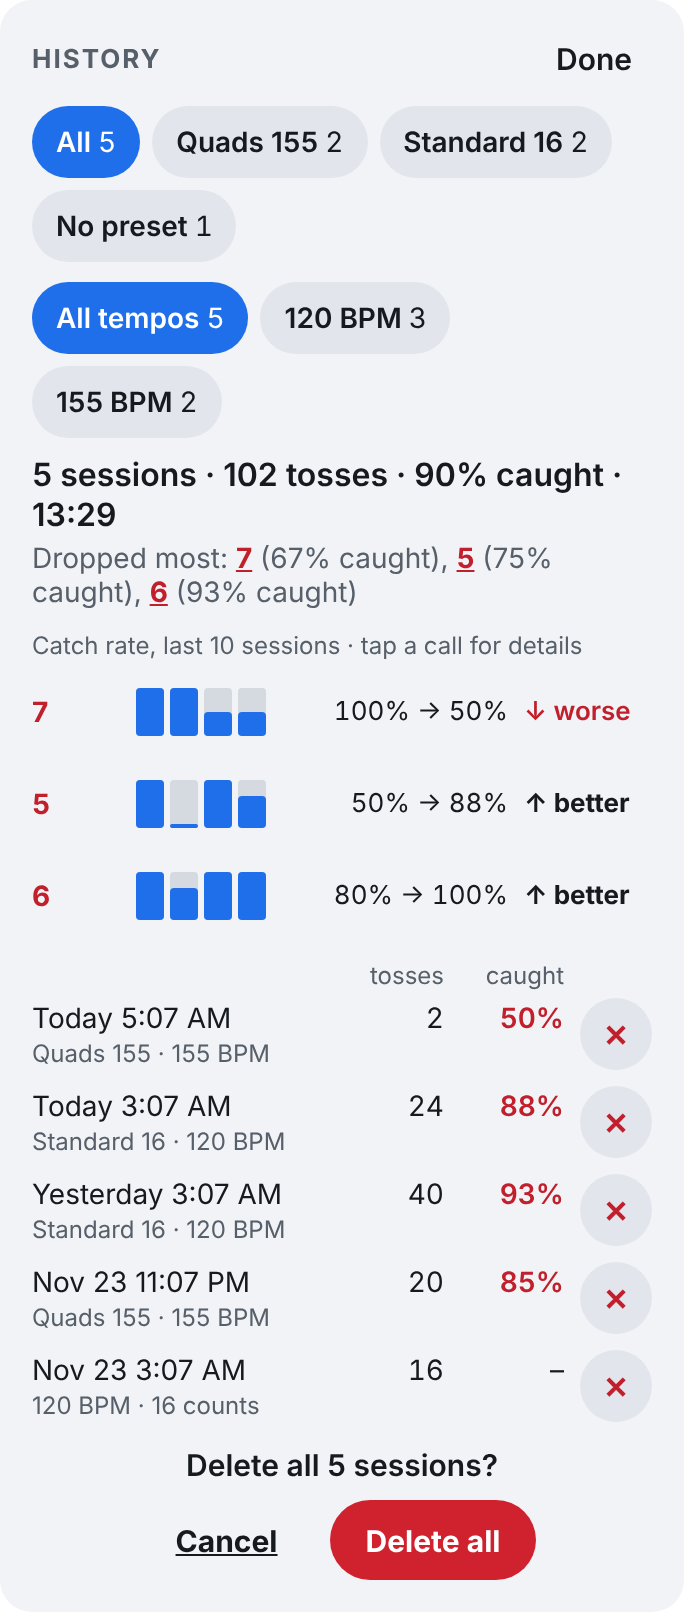 HISTORY
Done
All 5
Quads 155 2
Standard 16 2
No preset 1
All tempos 5
120 BPM 3
155 BPM 2
5 sessions · 102 tosses · 90% caught ·
13:29
Dropped most: 7 (67% caught), 5 (75%
caught), 6 (93% caught)
Catch rate, last 10 sessions · tap a call for details
7 100% → 50% ↓ worse
5 50% → 88% ↑ better
6 80% → 100% ↑ better
tosses caught
Today 5:07 AM 2 50% ×
Quads 155 · 155 BPM
Today 3:07 AM 24 88% ×
Standard 16 · 120 BPM
Yesterday 3:07 AM 40 93% ×
Standard 16 · 120 BPM
Nov 23 11:07 PM 20 85% ×
Quads 155 · 155 BPM
Nov 23 3:07 AM 16 – ×
120 BPM · 16 counts
Delete all 5 sessions?
Cancel
Delete all